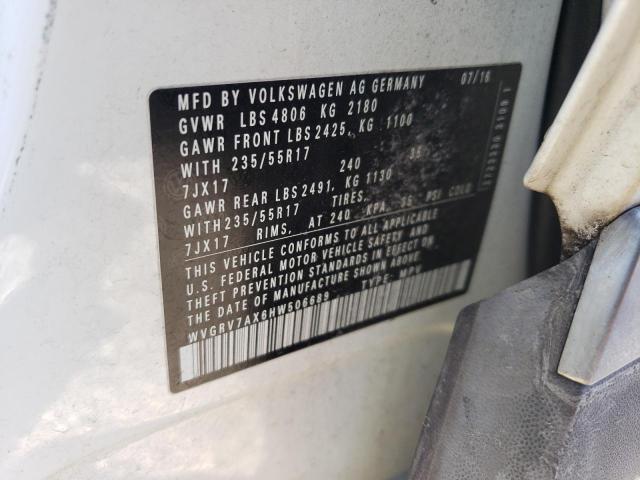 MFD BY VOLKSWAGEN AG GERMANY 07/16
GVWR LBS 4806 KG 2180
GAWR FRONT LBS 2425, KG 1100
WITH 235/55R17
7JX17 240 35
GAWR REAR LBS 2491, KG 1130
WITH 235/55R17 TIRES,
7JX17 RIMS, AT 240 KPA, 35 PSI COLD
THIS VEHICLE CONFORMS TO ALL APPLICABLE
U.S. FEDERAL MOTOR VEHICLE SAFETY AND
THEFT PREVENTION STANDARDS IN EFFECT ON
THE DATE OF MANUFACTURE SHOWN ABOVE.
WVGRV7AX6HW506689 TYPE: MPV